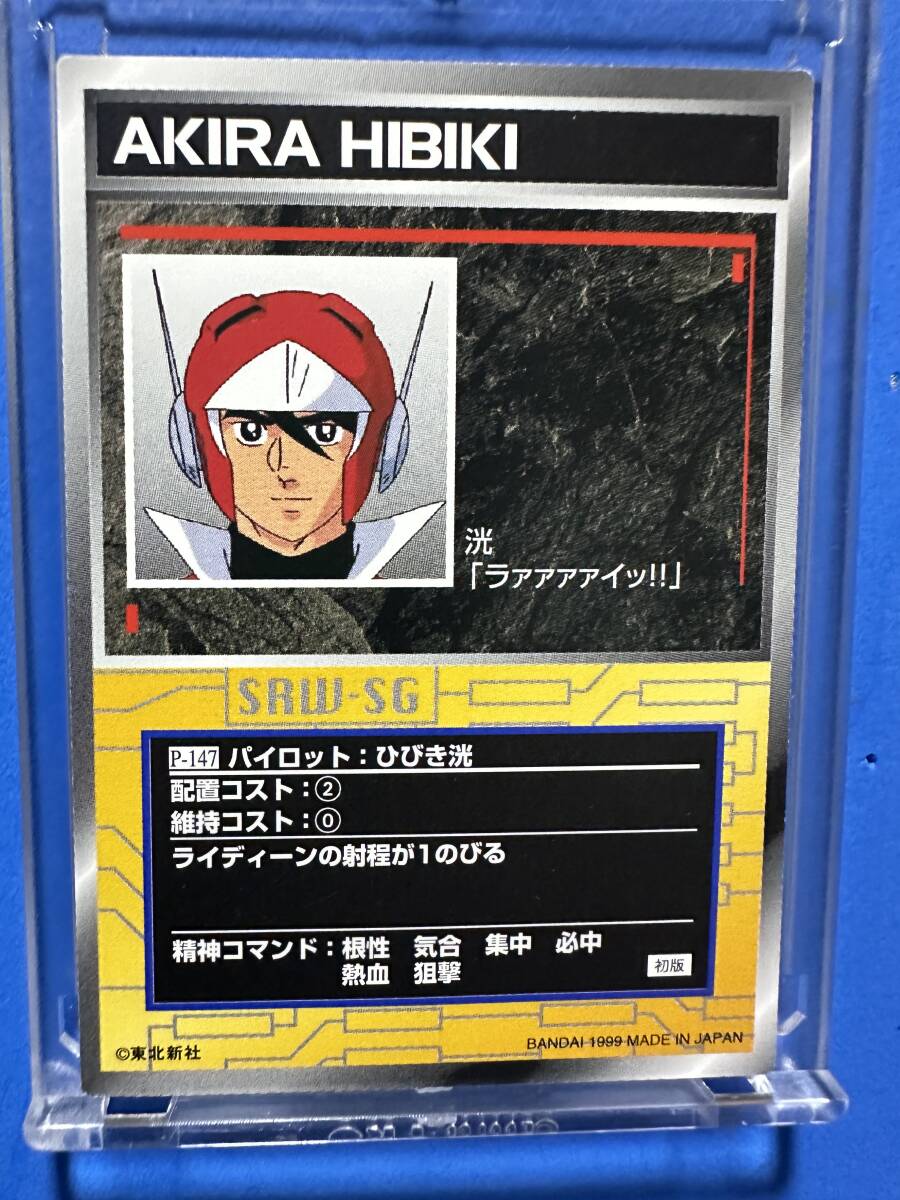 AKIRA HIBIKI
洸
「ラァァァァイッ!!」
SRW-SG
P-147 パイロット：ひびき洸
配置コスト：②
維持コスト：⓪
ライディーンの射程が1のびる
精神コマンド：根性 気合 集中 必中
熱血 狙撃
初版
©東北新社
BANDAI 1999 MADE IN JAPAN